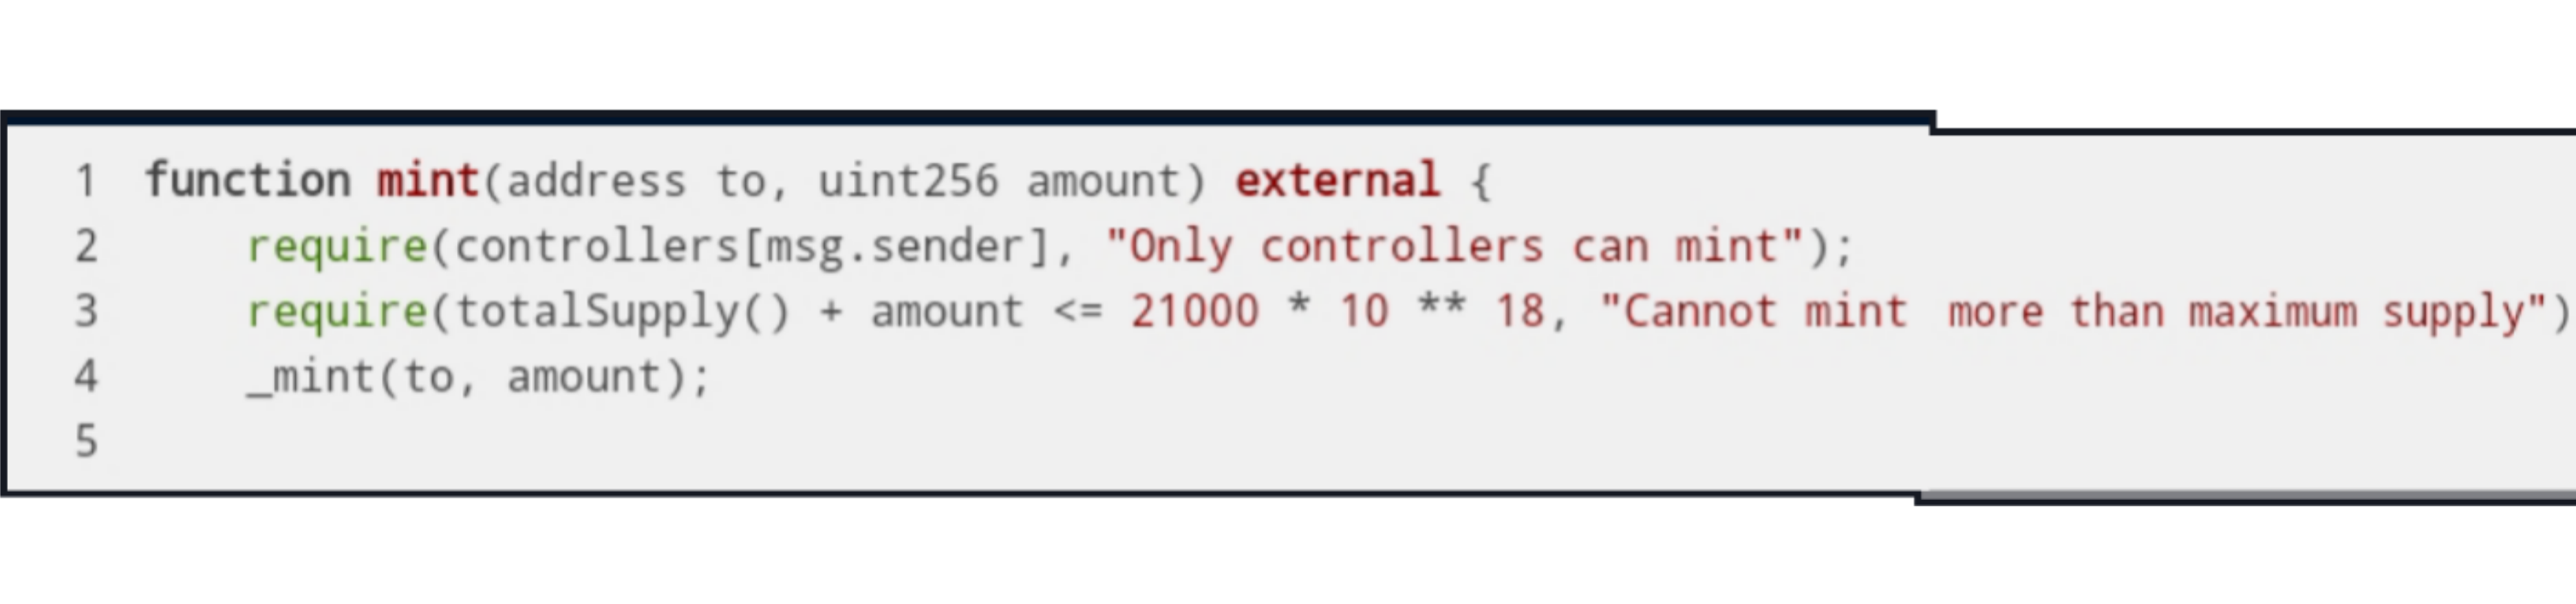 1 function mint(address to, uint256 amount) external {
2 require(controllers[msg.sender], "Only controllers can mint");
3 require(totalSupply() + amount <= 21000 * 10 ** 18, "Cannot mint more than maximum supply")
4 _mint(to, amount);
5